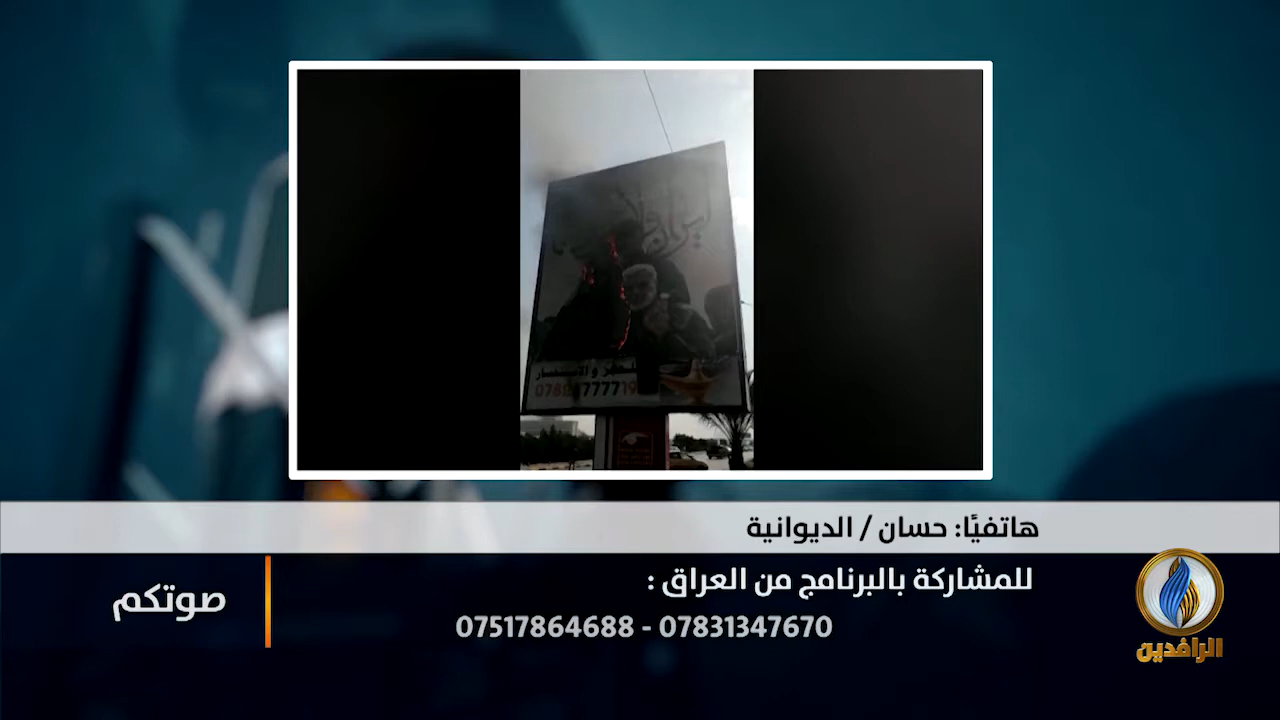 هاتفيًا: حسان / الديوانية
للمشاركة بالبرنامج من العراق :
07831347670 - 07517864688
صوتكم
الرافدين